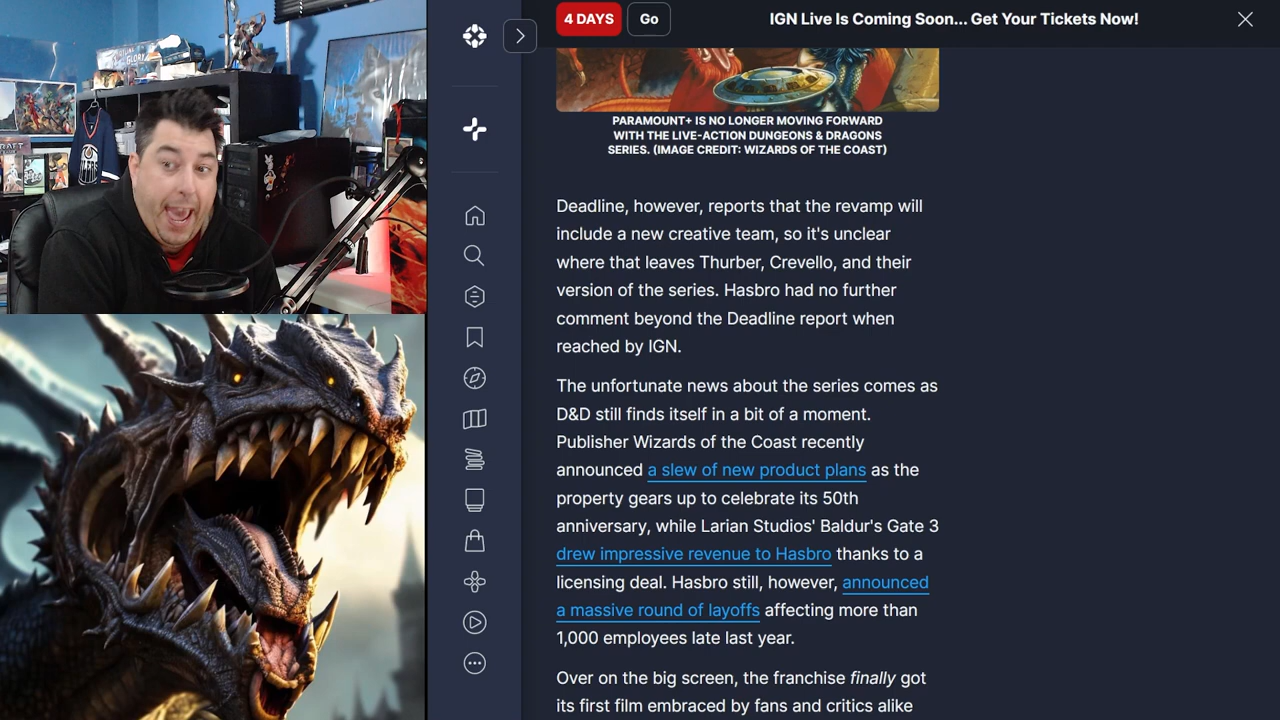 4 DAYS
Go
IGN Live Is Coming Soon... Get Your Tickets Now!
PARAMOUNT+ IS NO LONGER MOVING FORWARD
WITH THE LIVE-ACTION DUNGEONS & DRAGONS
SERIES. (IMAGE CREDIT: WIZARDS OF THE COAST)
Deadline, however, reports that the revamp will
include a new creative team, so it's unclear
where that leaves Thurber, Crevello, and their
version of the series. Hasbro had no further
comment beyond the Deadline report when
reached by IGN.
The unfortunate news about the series comes as
D&D still finds itself in a bit of a moment.
Publisher Wizards of the Coast recently
announced a slew of new product plans as the
property gears up to celebrate its 50th
anniversary, while Larian Studios' Baldur's Gate 3
drew impressive revenue to Hasbro thanks to a
licensing deal. Hasbro still, however, announced
a massive round of layoffs affecting more than
1,000 employees late last year.
Over on the big screen, the franchise finally got
its first film embraced by fans and critics alike
GLORY
OILERS